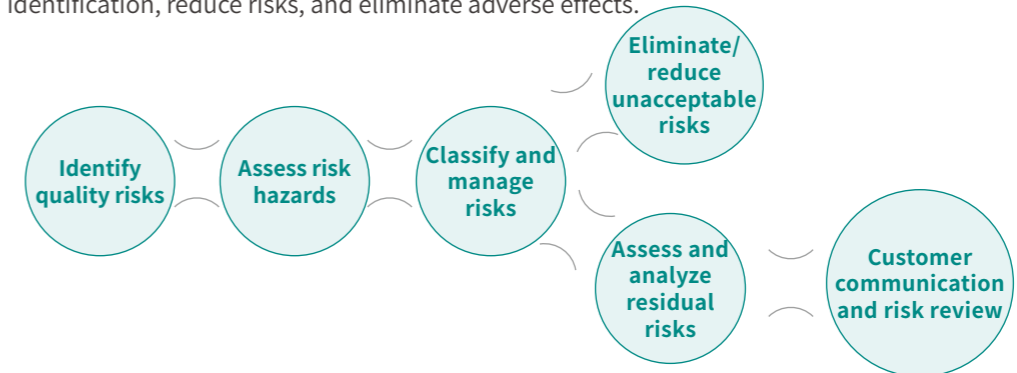 identification, reduce risks, and eliminate adverse effects.
Identify
quality risks
Assess risk
hazards
Classify and
manage
risks
Eliminate/
reduce
unacceptable
risks
Assess and
analyze
residual
risks
Customer
communication
and risk review